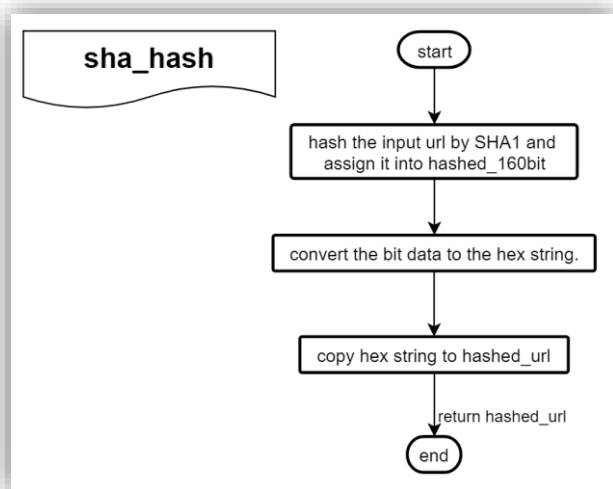 sha_hash
start
hash the input url by SHA1 and
assign it into hashed_160bit
convert the bit data to the hex string.
copy hex string to hashed_url
return hashed_url
end